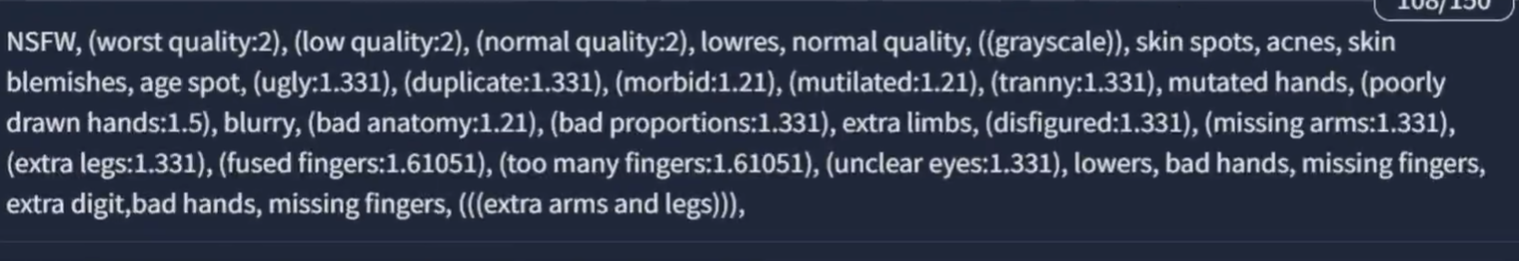 108/150
NSFW, (worst quality:2), (low quality:2), (normal quality:2), lowres, normal quality, ((grayscale)), skin spots, acnes, skin
blemishes, age spot, (ugly:1.331), (duplicate:1.331), (morbid:1.21), (mutilated:1.21), (tranny:1.331), mutated hands, (poorly
drawn hands:1.5), blurry, (bad anatomy:1.21), (bad proportions:1.331), extra limbs, (disfigured:1.331), (missing arms:1.331),
(extra legs:1.331), (fused fingers:1.61051), (too many fingers:1.61051), (unclear eyes:1.331), lowers, bad hands, missing fingers,
extra digit,bad hands, missing fingers, (((extra arms and legs))),